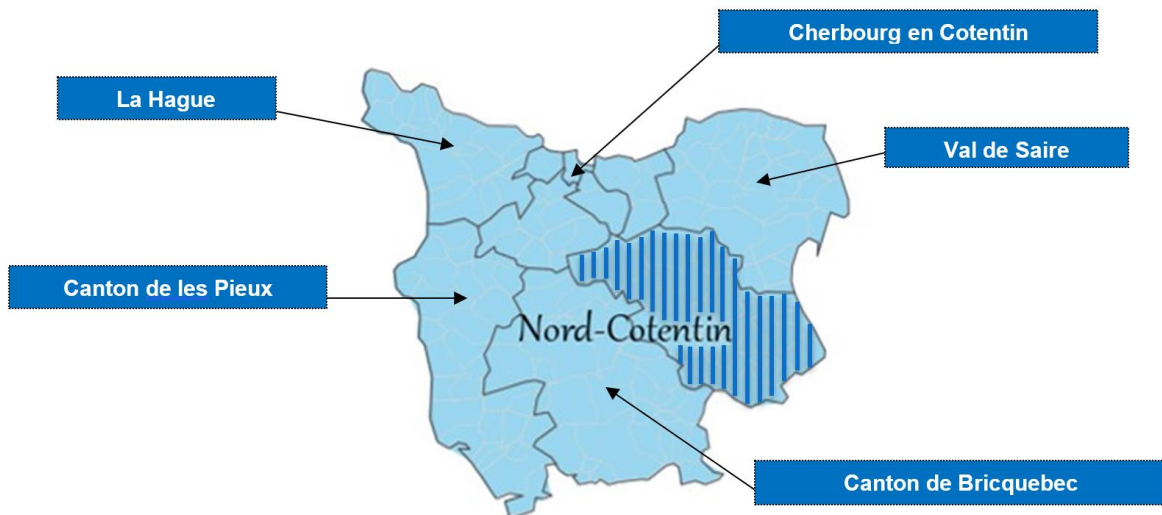 Cherbourg en Cotentin
La Hague
Val de Saire
Canton de les Pieux
Nord-Cotentin
Canton de Bricquebec